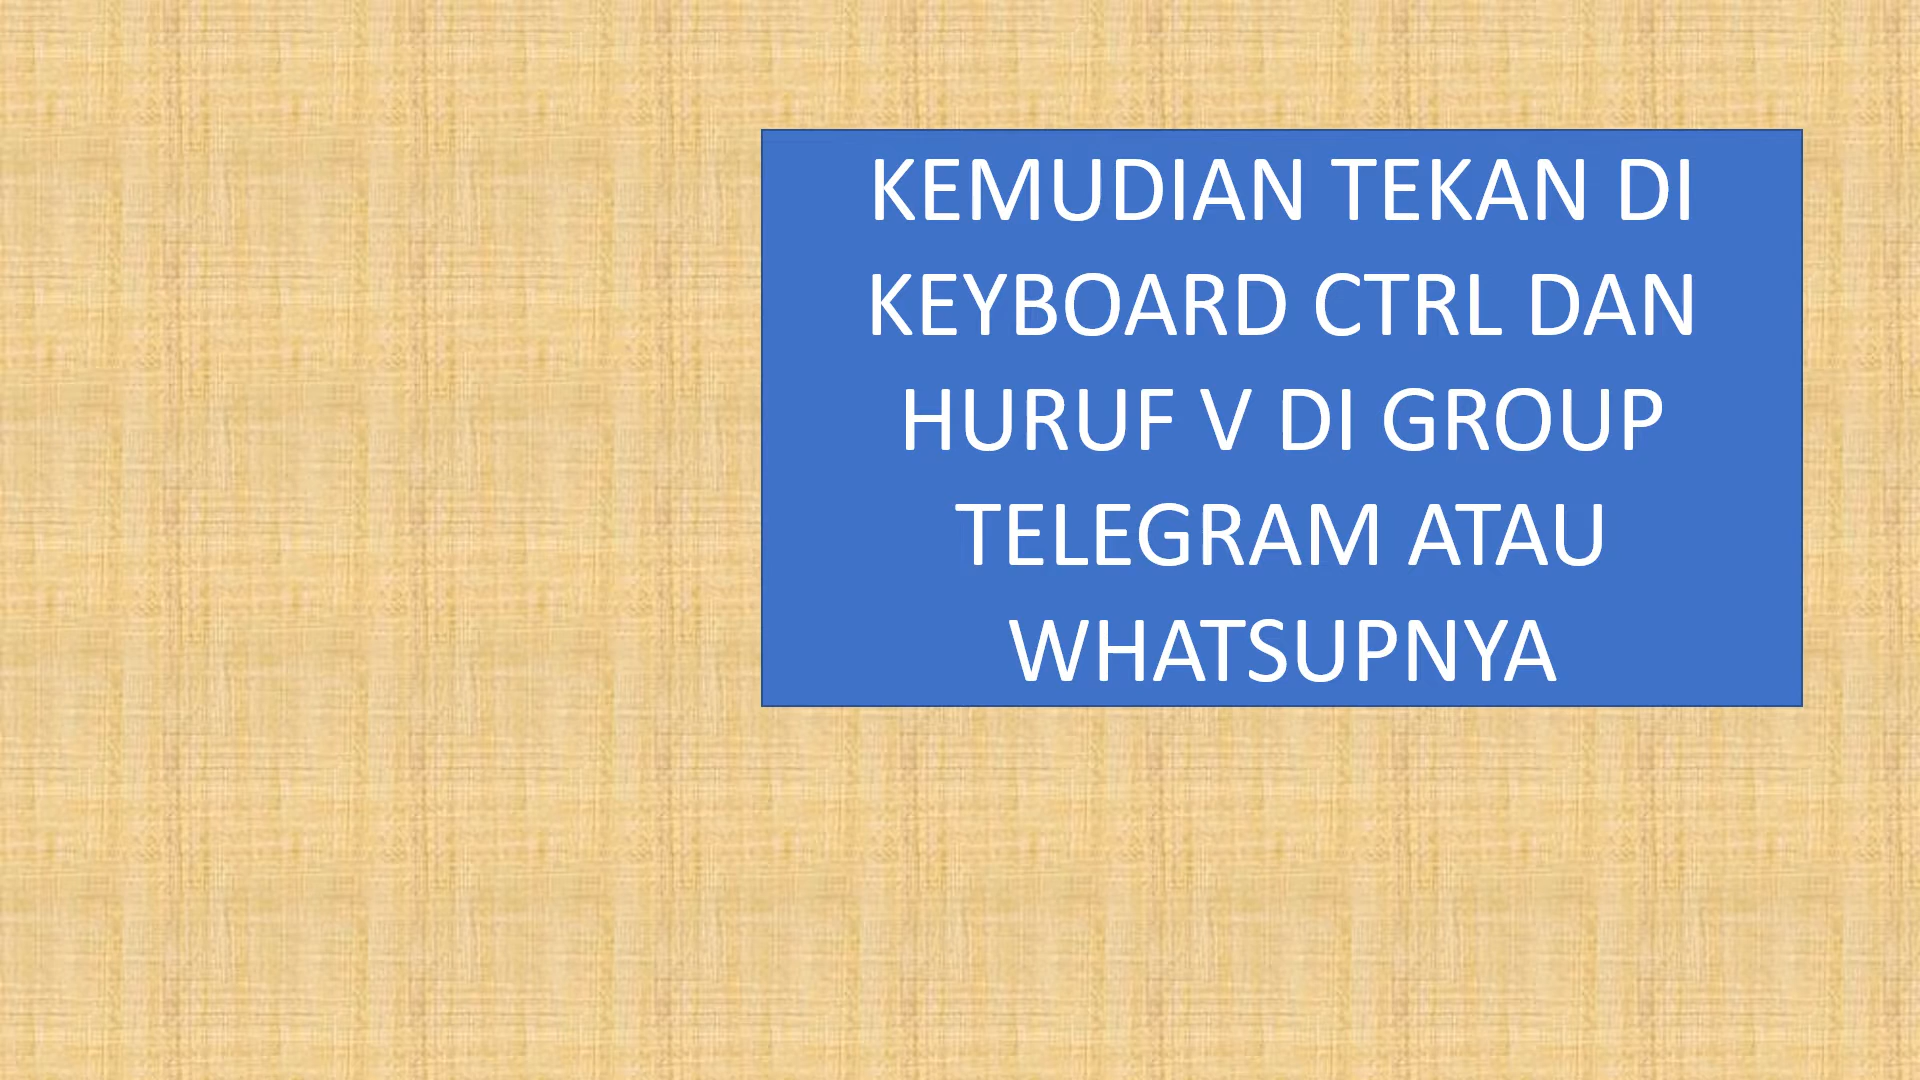 KEMUDIAN TEKAN DI
KEYBOARD CTRL DAN
HURUF V DI GROUP
TELEGRAM ATAU
WHATSUPNYA